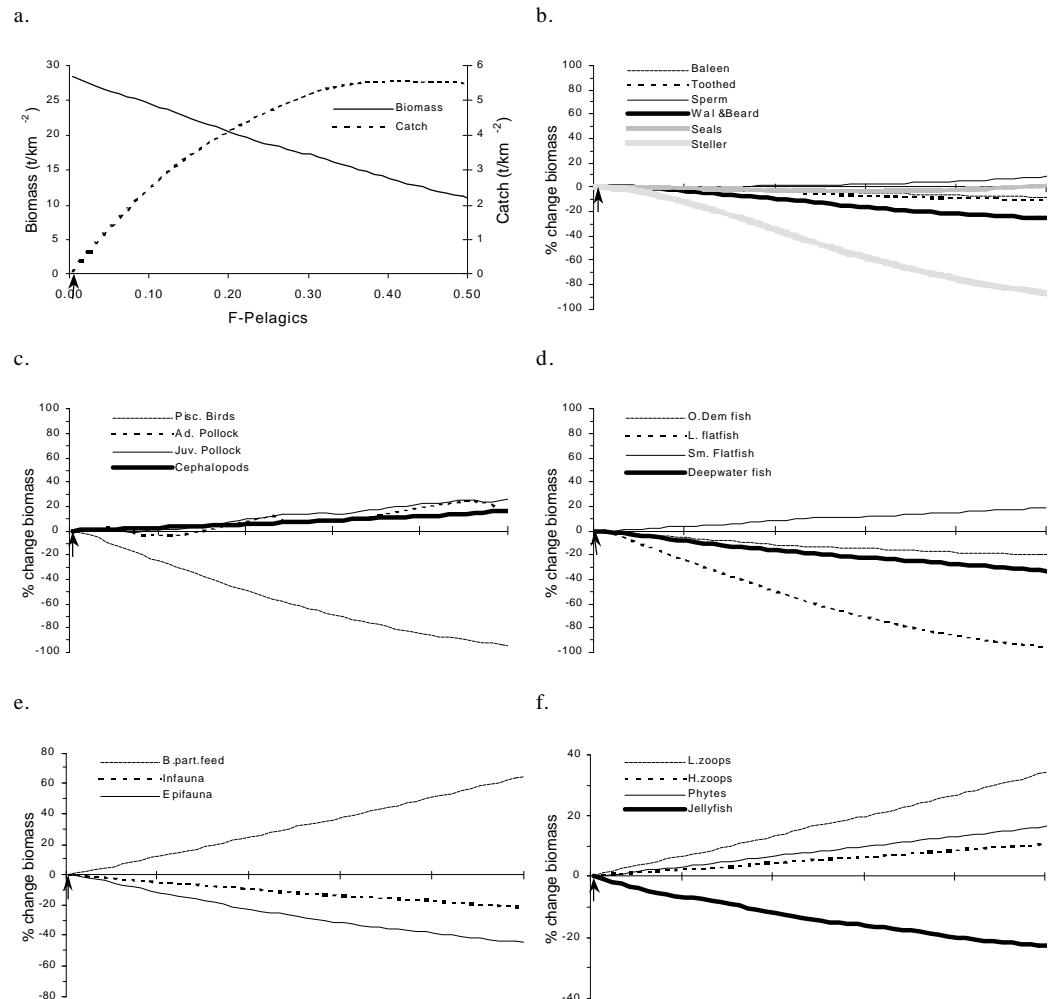 a.
30
25
20
15
10
5
0
Biomass (t/km -2)
Biomass
Catch
6
5
4
3
2
1
0
Catch (t/km -2)
0.00 0.10 0.20 0.30 0.40 0.50
F-Pelagics
b.
100
80
60
40
20
0
-20
-40
-60
-80
-100
% change biomass
Baleen
Toothed
Sperm
Wal &Beard
Seals
Steller
c.
100
80
60
40
20
0
-20
-40
-60
-80
-100
% change biomass
Pisc. Birds
Ad. Pollock
Juv. Pollock
Cephalopods
d.
100
80
60
40
20
0
-20
-40
-60
-80
-100
% change biomass
O.Dem fish
L. flatfish
Sm. Flatfish
Deepwater fish
e.
80
60
40
20
0
-20
-40
-60
-80
% change biomass
B.part.feed
Infauna
Epifauna
f.
40
20
0
-20
-40
% change biomass
L.zoops
H.zoops
Phytes
Jellyfish